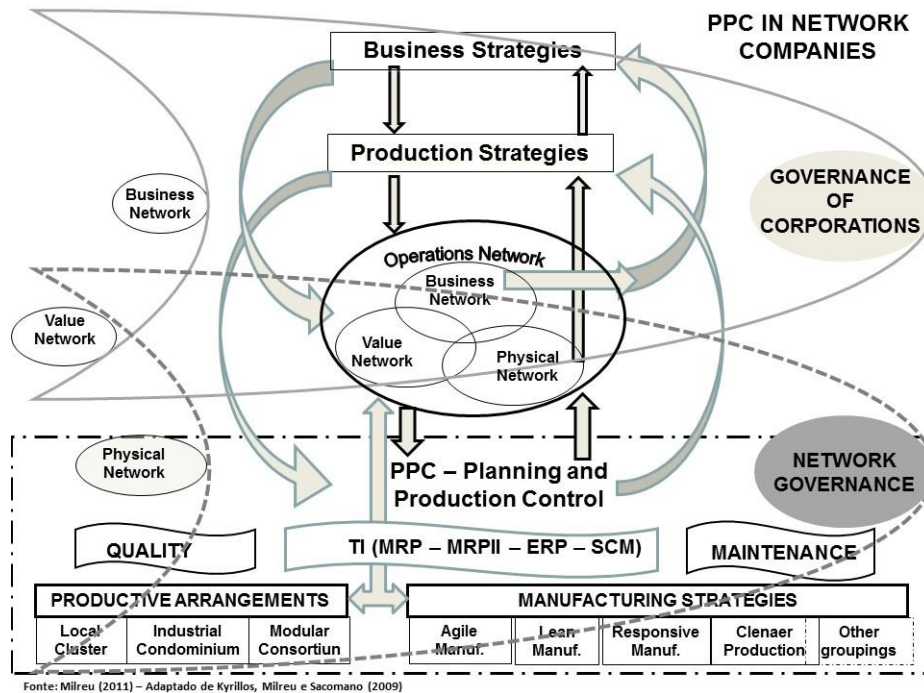 PPC IN NETWORK
COMPANIES
Business Strategies
Production Strategies
GOVERNANCE
OF
CORPORATIONS
Business
Network
Operations Network
Business
Network
Value
Network
Physical
Network
Value
Network
Physical
Network
PPC – Planning and
Production Control
NETWORK
GOVERNANCE
QUALITY
TI (MRP – MRPII – ERP – SCM)
MAINTENANCE
PRODUCTIVE ARRANGEMENTS
Local
Cluster
Industrial
Condominium
Modular
Consortiun
MANUFACTURING STRATEGIES
Agile
Manuf.
Lean
Manuf.
Responsive
Manuf.
Clenaer
Production
Other
groupings
Fonte: Milreu (2011) – Adaptado de Kyrillos, Milreu e Sacomano (2009)